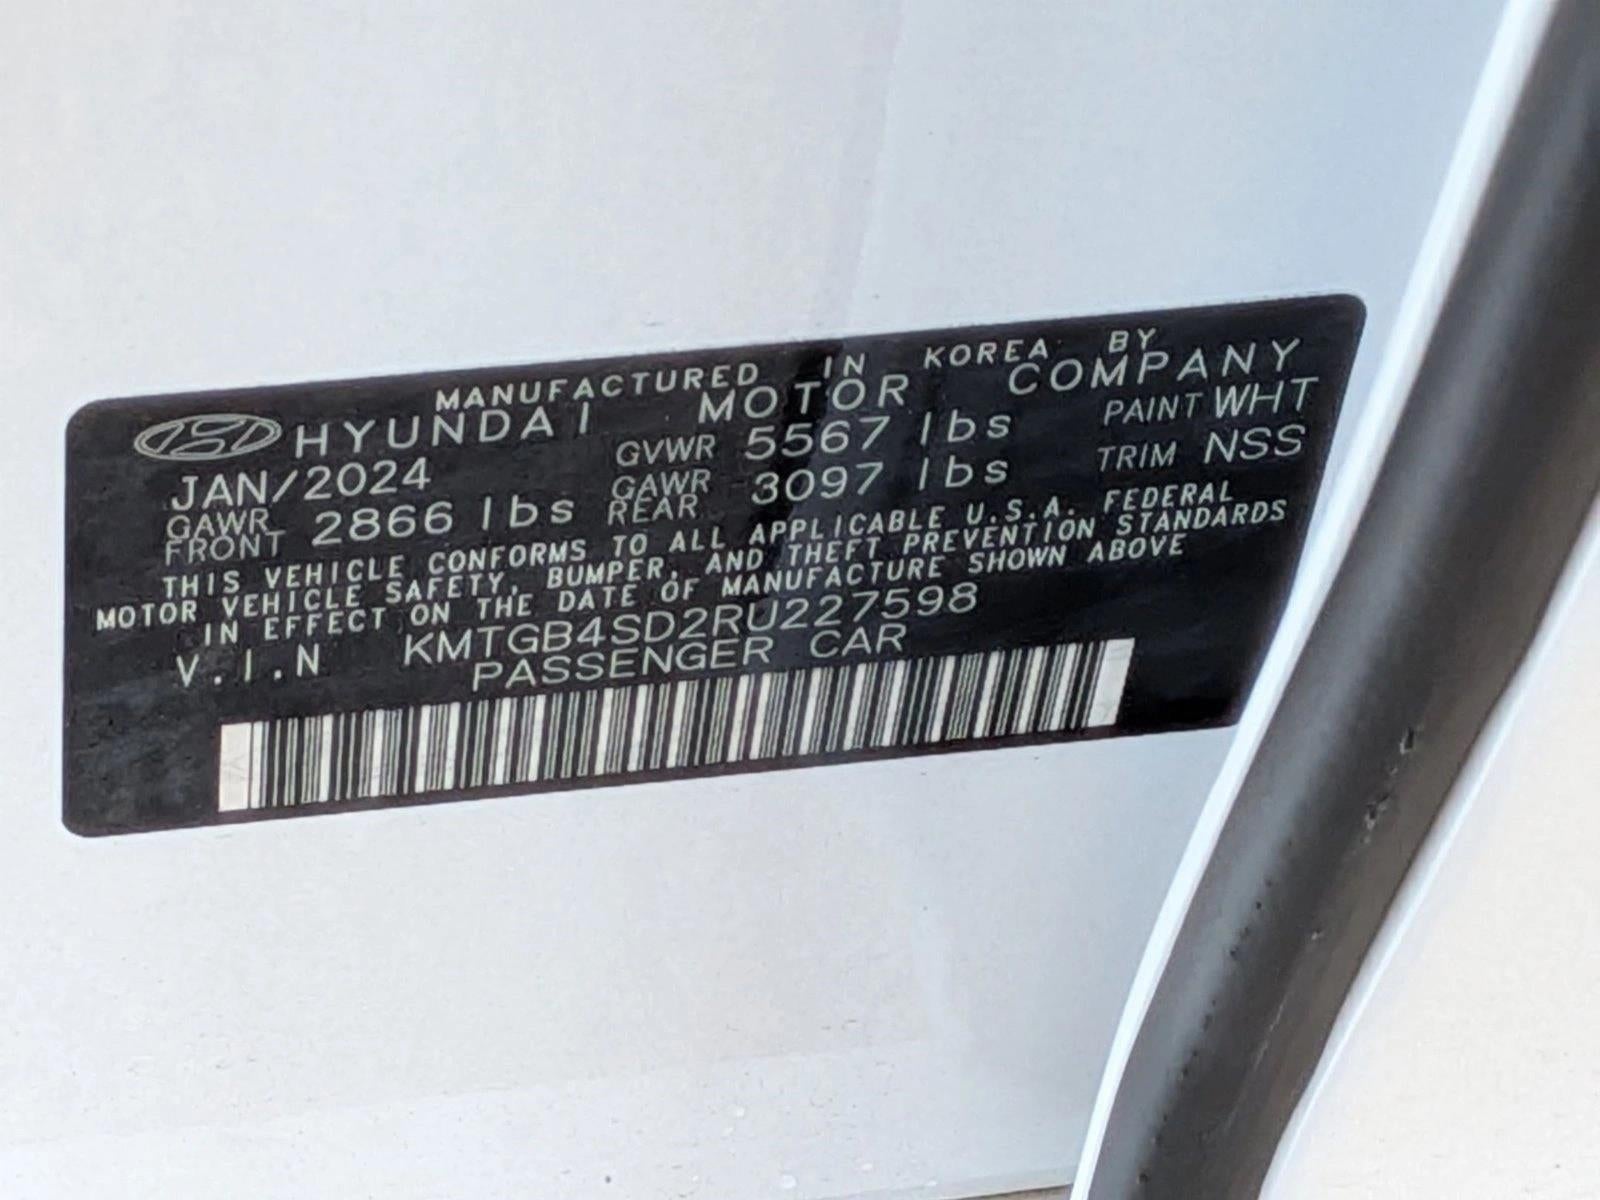 MANUFACTURED IN KOREA BY
HYUNDAI MOTOR COMPANY
JAN/2024 GVWR 5567 lbs PAINT WHT
GAWR FRONT 2866 lbs GAWR REAR 3097 lbs TRIM NSS
THIS VEHICLE CONFORMS TO ALL APPLICABLE U.S.A. FEDERAL
MOTOR VEHICLE SAFETY, BUMPER, AND THEFT PREVENTION STANDARDS
IN EFFECT ON THE DATE OF MANUFACTURE SHOWN ABOVE
V.I.N KMTGB4SD2RU227598
PASSENGER CAR